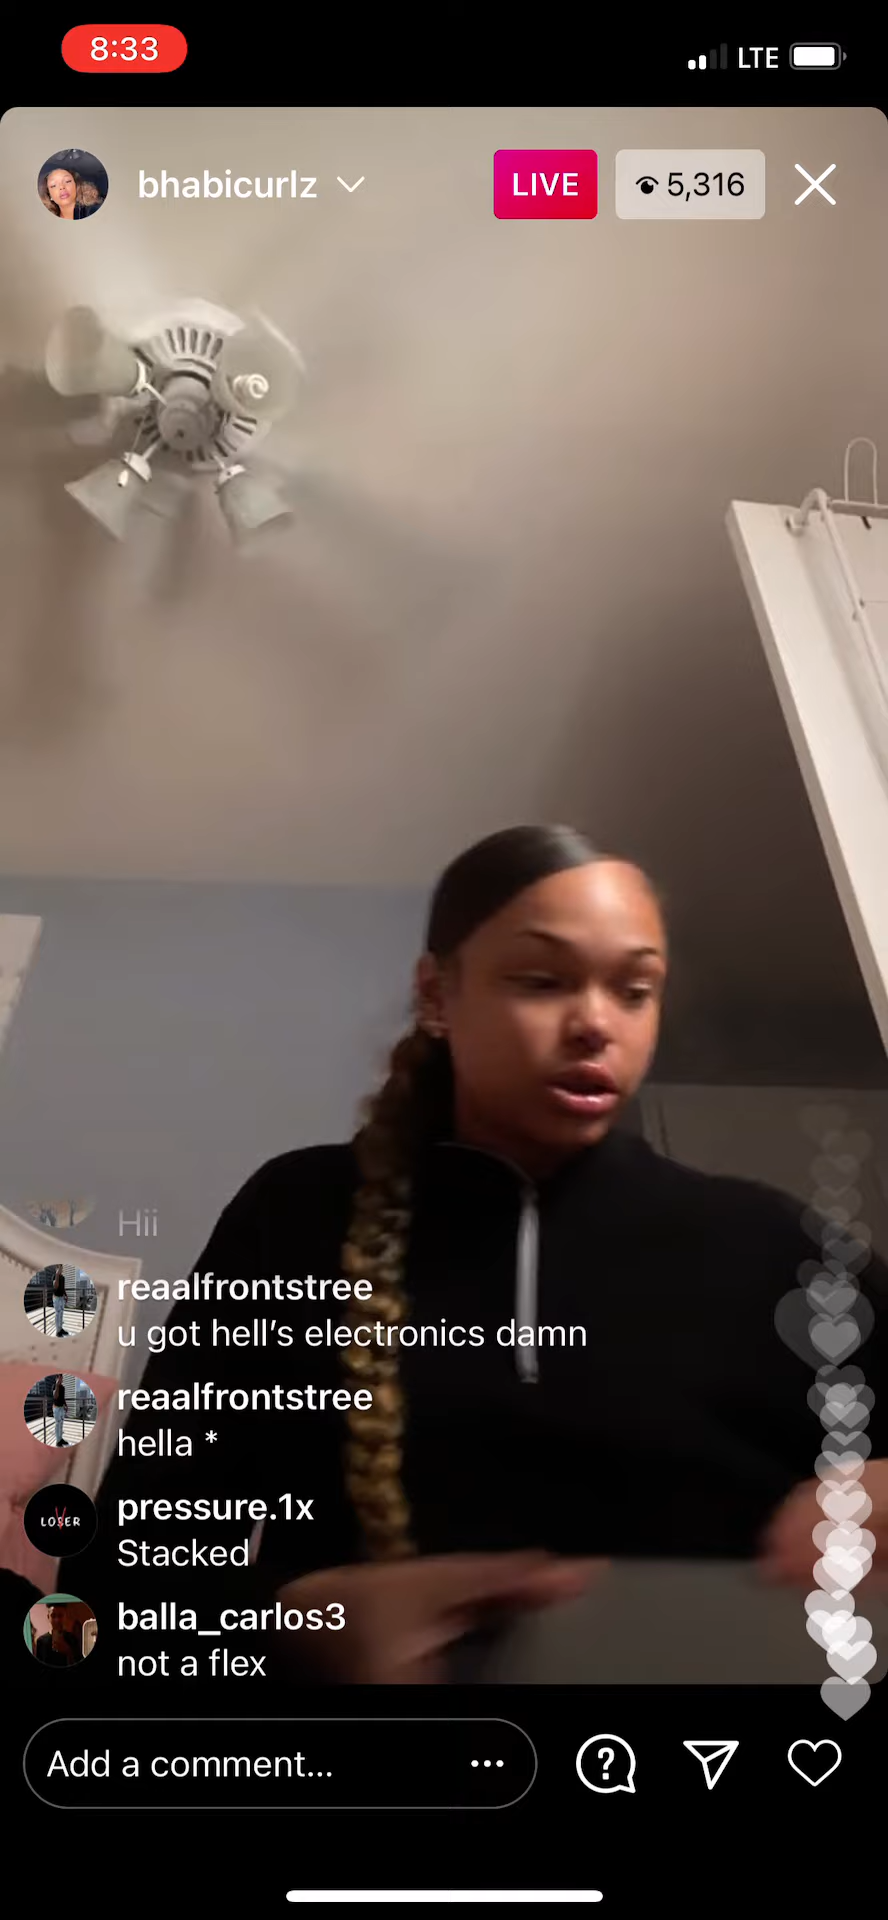 8:33
LTE
bhabicurlz
LIVE
5,316
Hii
reaalfrontstree
u got hell’s electronics damn
reaalfrontstree
hella *
LOSER
pressure.1x
Stacked
balla_carlos3
not a flex
Add a comment...
?